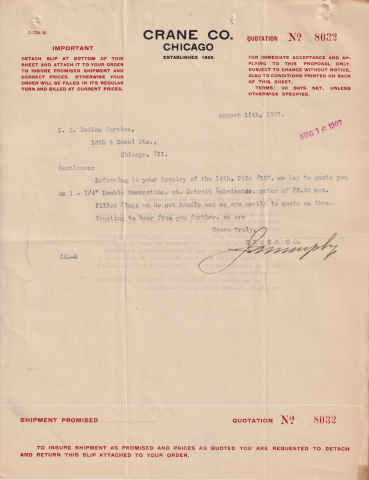 CRANE CO.
CHICAGO
ESTABLISHED 1855
QUOTATION No 8032
IMPORTANT
DETACH SLIP AT BOTTOM OF THIS
SHEET AND ATTACH IT TO YOUR ORDER
TO INSURE PROMISED SHIPMENT AND
CORRECT PRICES. OTHERWISE YOUR
ORDER WILL BE FILLED IN ITS REGULAR
TURN AND BILLED AT CURRENT PRICES.
FOR IMMEDIATE ACCEPTANCE AND AP-
PLYING TO THIS PROPOSAL ONLY.
SUBJECT TO CHANGE WITHOUT NOTICE,
ALSO TO CONDITIONS PRINTED ON BACK
OF THIS SHEET.
TERMS: 30 DAYS NET, UNLESS
OTHERWISE SPECIFIED.
August 15th, 1907.
AUG 16 1907
U. S. Indian Service,
16th & Canal Sts.,
Chicago, Ill.
Gentlemen:
Referring to your inquiry of the 14th, File #157, we beg to quote you
on 1 - 1/4" Double Connection, qt. Detroit Lubricator, price of net.
Filler Plugs we do not handle and so are unable to quote on them.
Trusting to hear from you further, we are
Yours truly,
CRANE CO.
SHIPMENT PROMISED
QUOTATION No 8032
TO INSURE SHIPMENT AS PROMISED AND PRICES AS QUOTED YOU ARE REQUESTED TO DETACH
AND RETURN THIS SLIP ATTACHED TO YOUR ORDER.